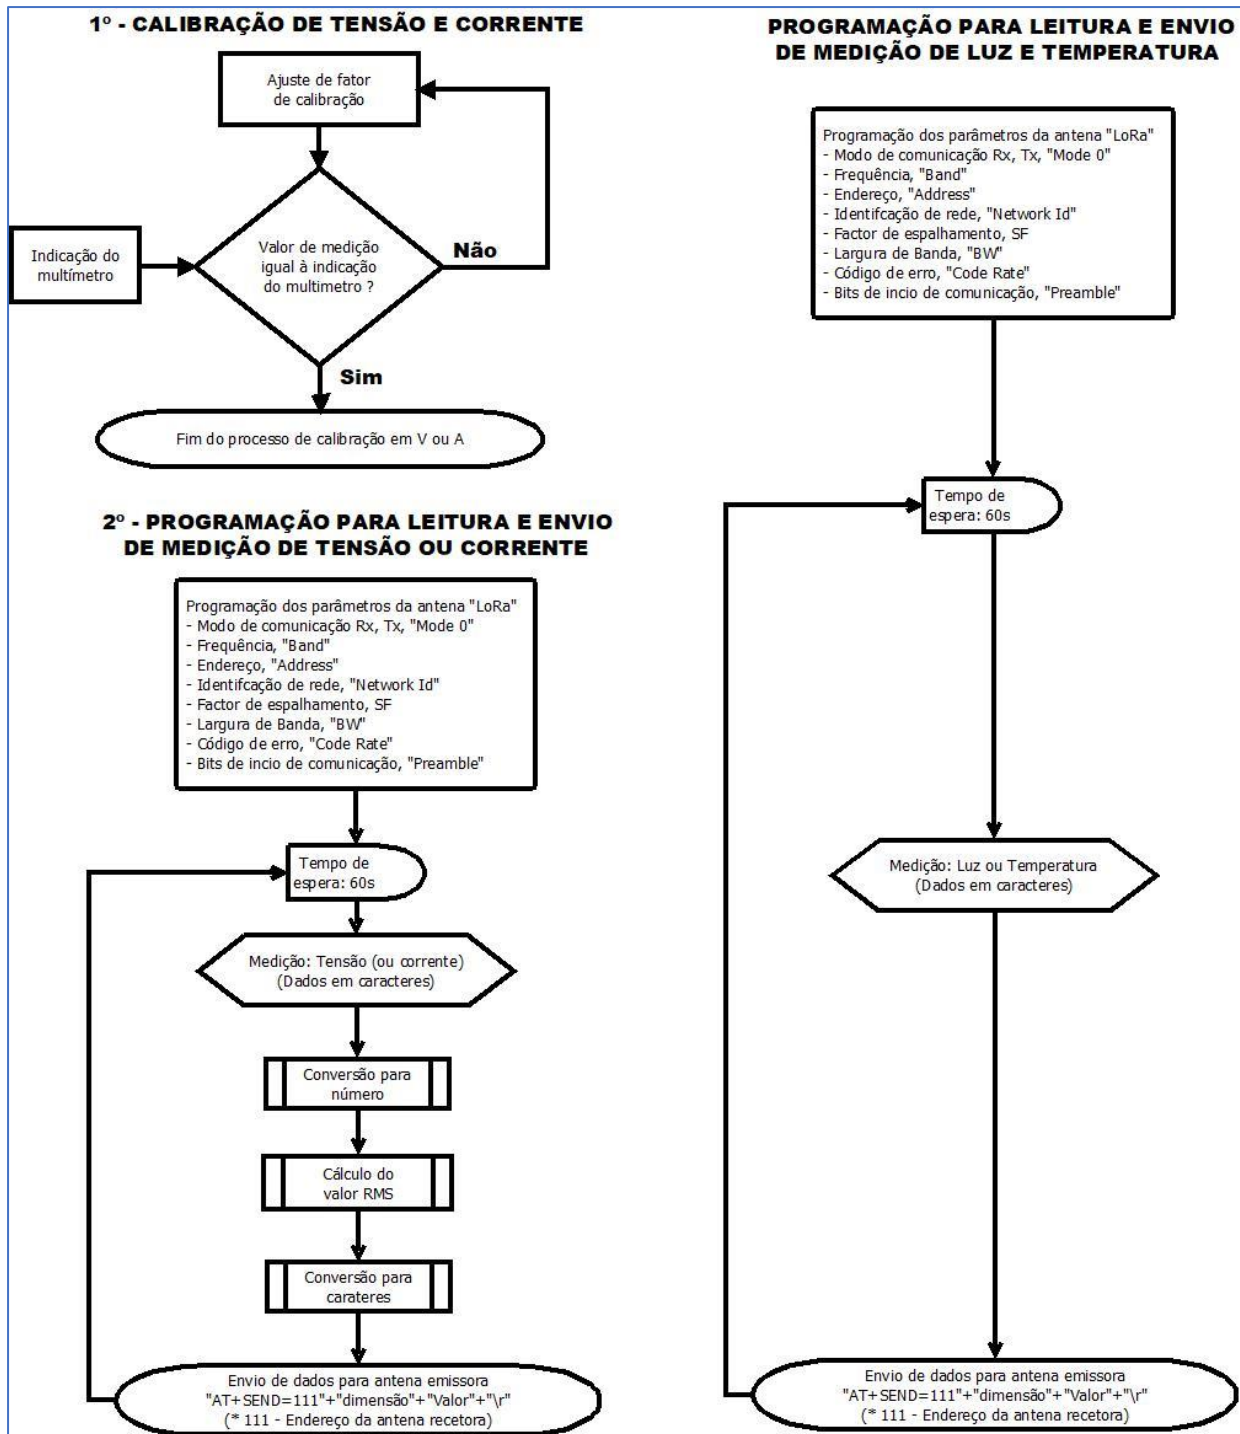 1º - CALIBRAÇÃO DE TENSÃO E CORRENTE
Ajuste de fator
de calibração
Indicação do
multímetro
Valor de medição
igual à indicação
do multimetro ?
Não
Sim
Fim do processo de calibração em V ou A
2º - PROGRAMAÇÃO PARA LEITURA E ENVIO
DE MEDIÇÃO DE TENSÃO OU CORRENTE
Programação dos parâmetros da antena "LoRa"
- Modo de comunicação Rx, Tx, "Mode 0"
- Frequência, "Band"
- Endereço, "Address"
- Identifcação de rede, "Network Id"
- Factor de espalhamento, SF
- Largura de Banda, "BW"
- Código de erro, "Code Rate"
- Bits de incio de comunicação, "Preamble"
Tempo de
espera: 60s
Medição: Tensão (ou corrente)
(Dados em caracteres)
Conversão para
número
Cálculo do
valor RMS
Conversão para
carateres
Envio de dados para antena emissora
"AT+SEND=111"+"dimensão"+"Valor"+"\r"
(* 111 - Endereço da antena recetora)
PROGRAMAÇÃO PARA LEITURA E ENVIO
DE MEDIÇÃO DE LUZ E TEMPERATURA
Programação dos parâmetros da antena "LoRa"
- Modo de comunicação Rx, Tx, "Mode 0"
- Frequência, "Band"
- Endereço, "Address"
- Identifcação de rede, "Network Id"
- Factor de espalhamento, SF
- Largura de Banda, "BW"
- Código de erro, "Code Rate"
- Bits de incio de comunicação, "Preamble"
Tempo de
espera: 60s
Medição: Luz ou Temperatura
(Dados em caracteres)
Envio de dados para antena emissora
"AT+SEND=111"+"dimensão"+"Valor"+"\r"
(* 111 - Endereço da antena recetora)